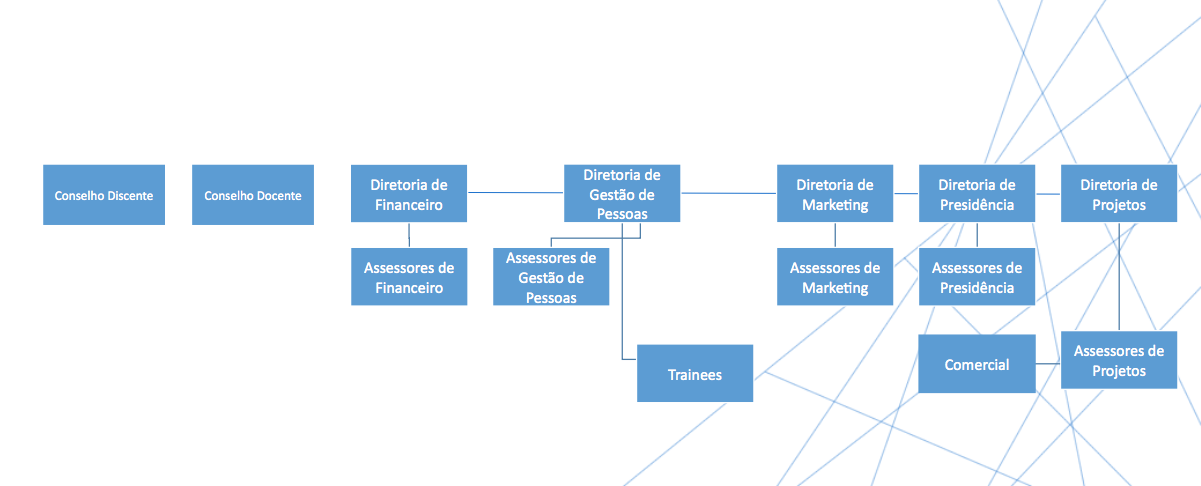 Conselho Discente
Conselho Docente
Diretoria de
Financeiro
Diretoria de
Gestão de
Pessoas
Diretoria de
Marketing
Diretoria de
Presidência
Diretoria de
Projetos
Assessores de
Financeiro
Assessores de
Gestão de
Pessoas
Assessores de
Marketing
Assessores de
Presidência
Trainees
Comercial
Assessores de
Projetos